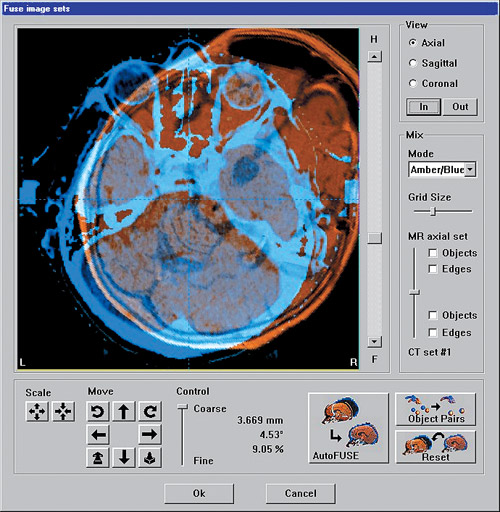 Fuse image sets
View
Axial
Sagittal
Coronal
In Out
H
L R
F
Mix
Mode
Amber/Blue
Grid Size
MR axial set
Objects
Edges
Objects
Edges
CT set #1
Scale Move Control
Coarse
3.669 mm
4.53°
9.05 %
Fine
AutoFUSE
Object Pairs
Reset
Ok Cancel